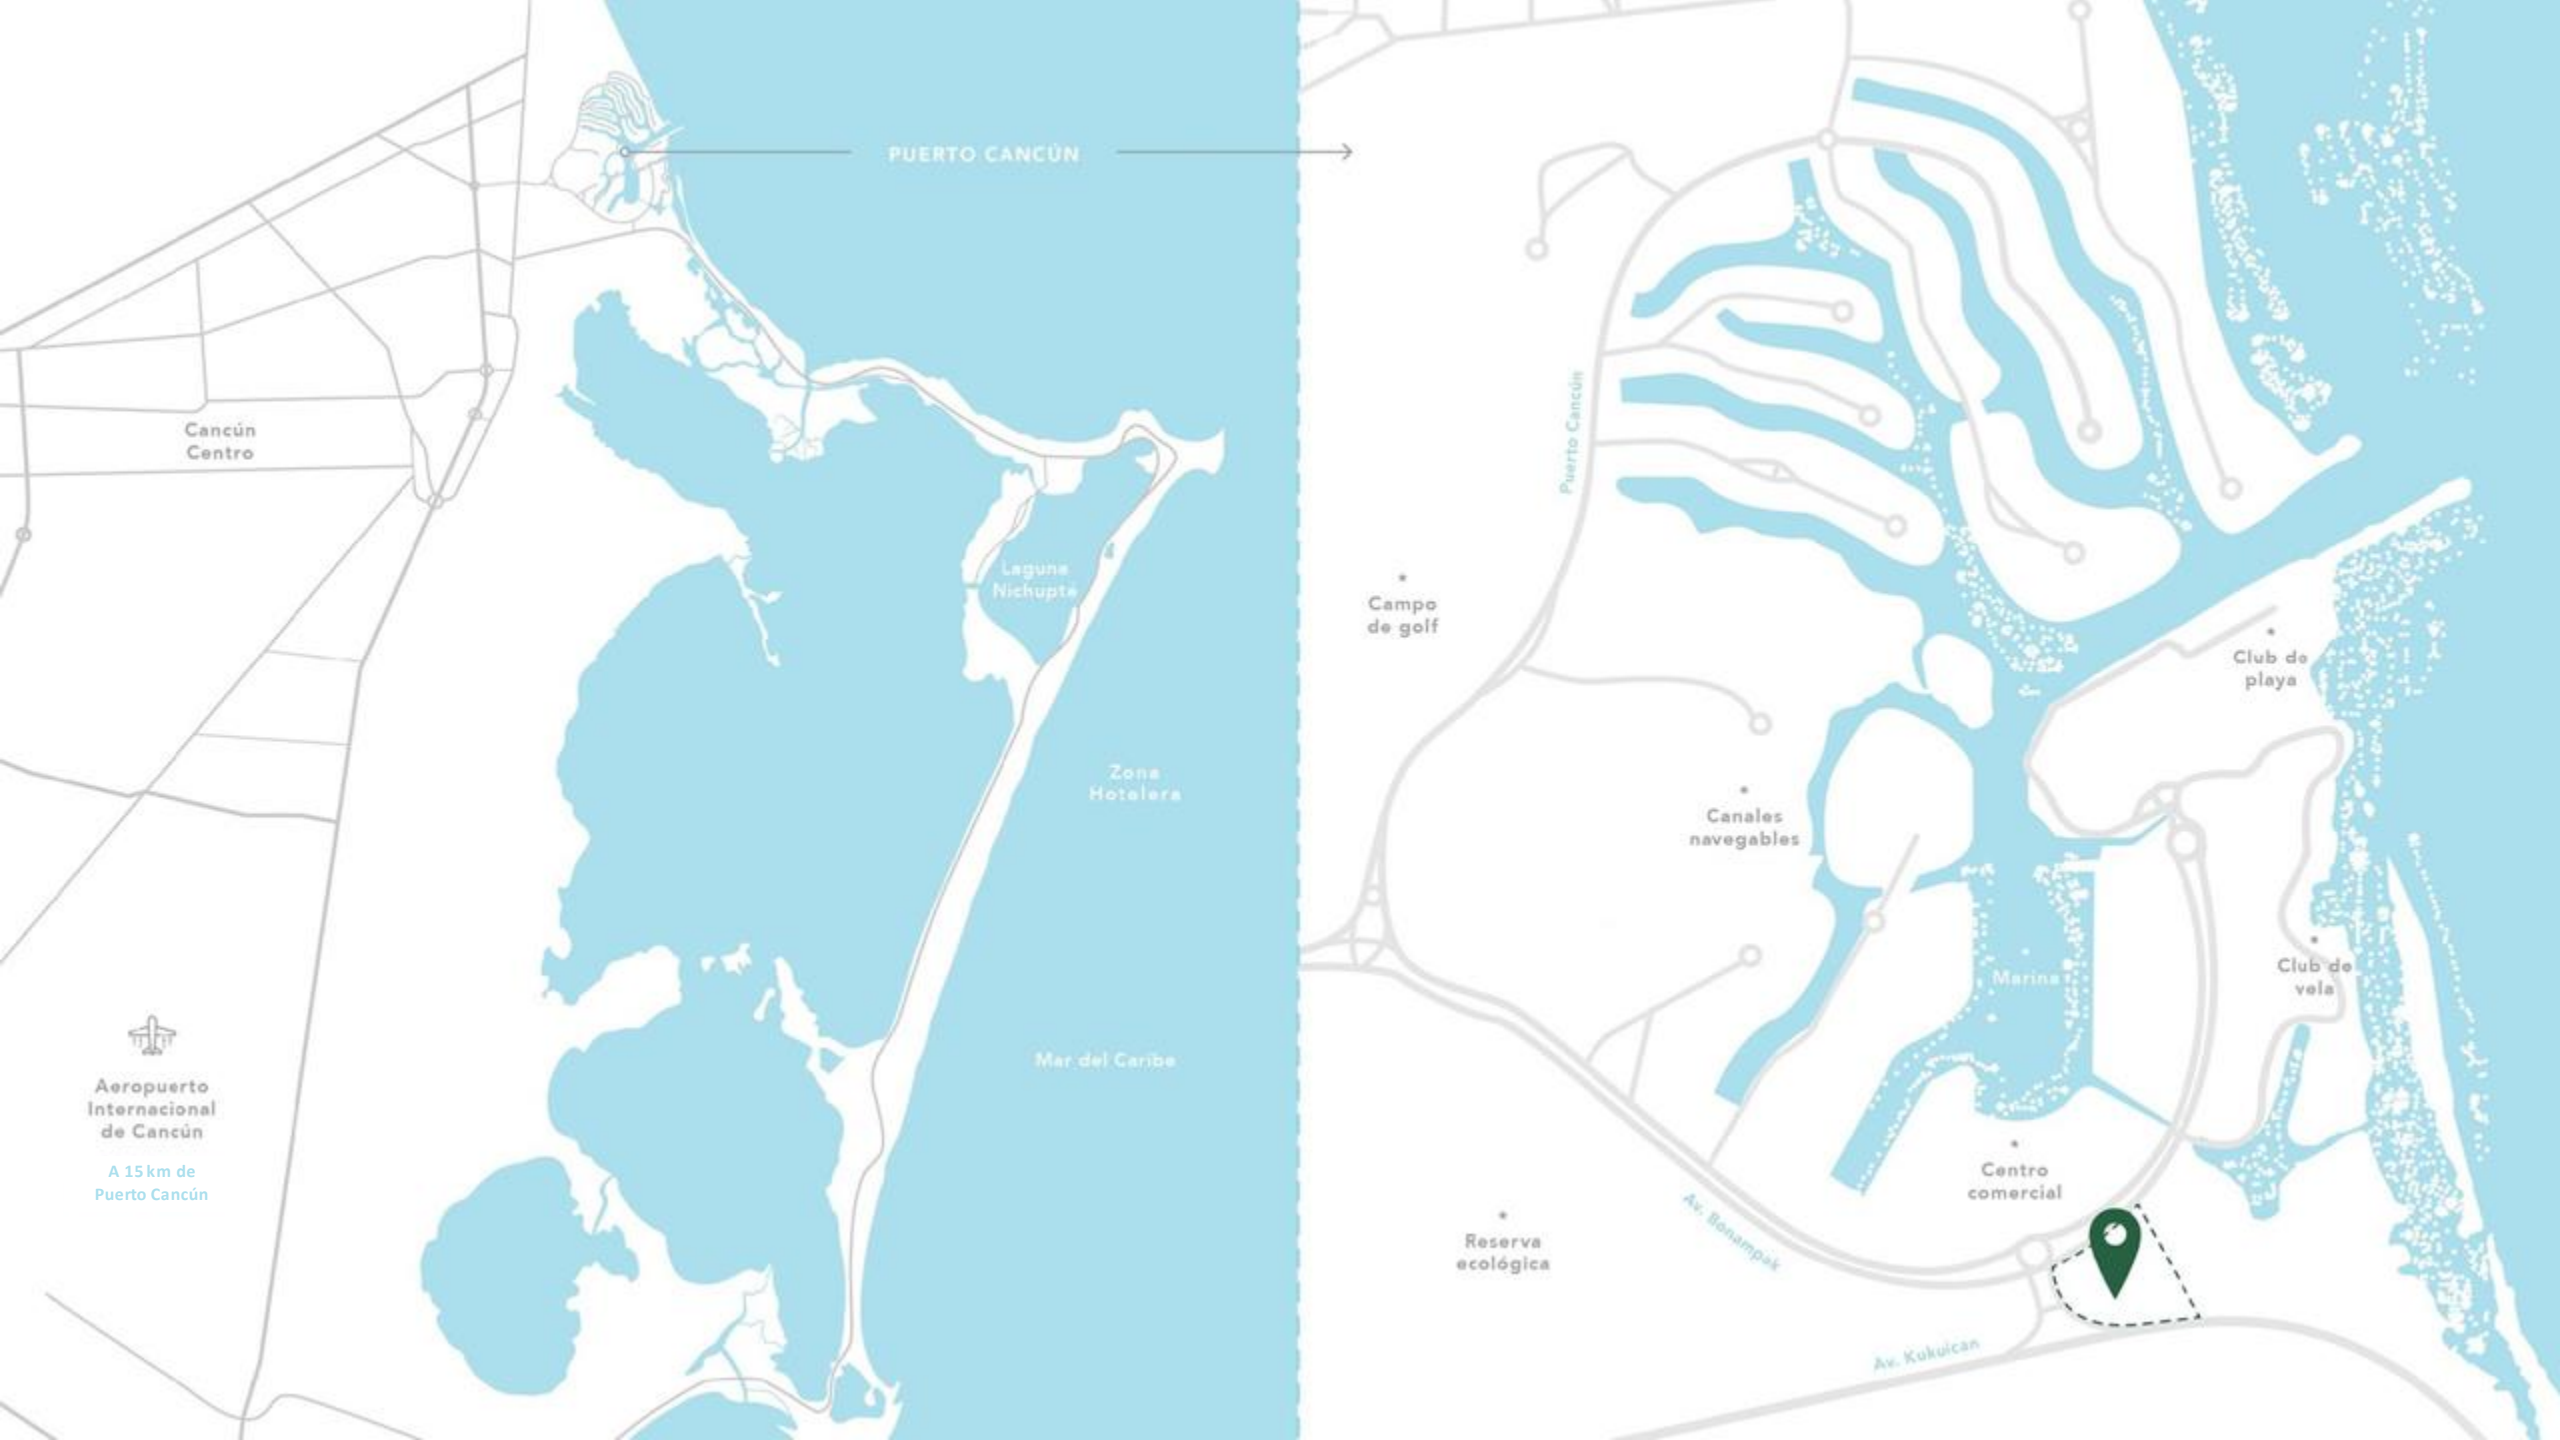 PUERTO CANCÚN
Cancún
Centro
Laguna
Nichupté
Zona
Hotelera
Mar del Caribe
Aeropuerto
Internacional
de Cancún
A 15 km de
Puerto Cancún
Puerto Cancún
Campo
de golf
Club de
playa
Canales
navegables
Marina
Club de
vela
Centro
comercial
Reserva
ecológica
Av. Bonampak
Av. Kukulcan